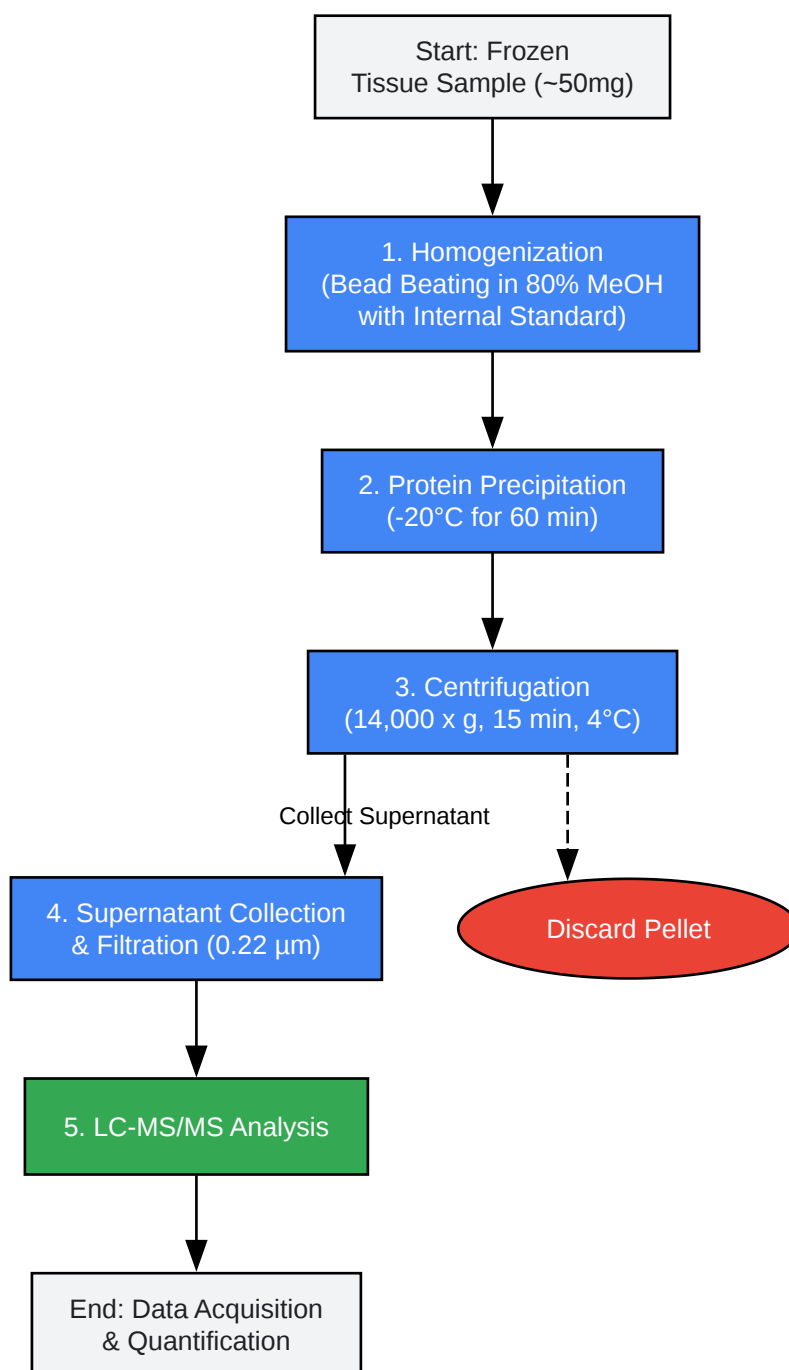 Start: Frozen
Tissue Sample (~50mg)
1. Homogenization
(Bead Beating in 80% MeOH
with Internal Standard)
2. Protein Precipitation
(-20°C for 60 min)
3. Centrifugation
(14,000 x g, 15 min, 4°C)
Collect Supernatant
4. Supernatant Collection
& Filtration (0.22 µm)
Discard Pellet
5. LC-MS/MS Analysis
End: Data Acquisition
& Quantification